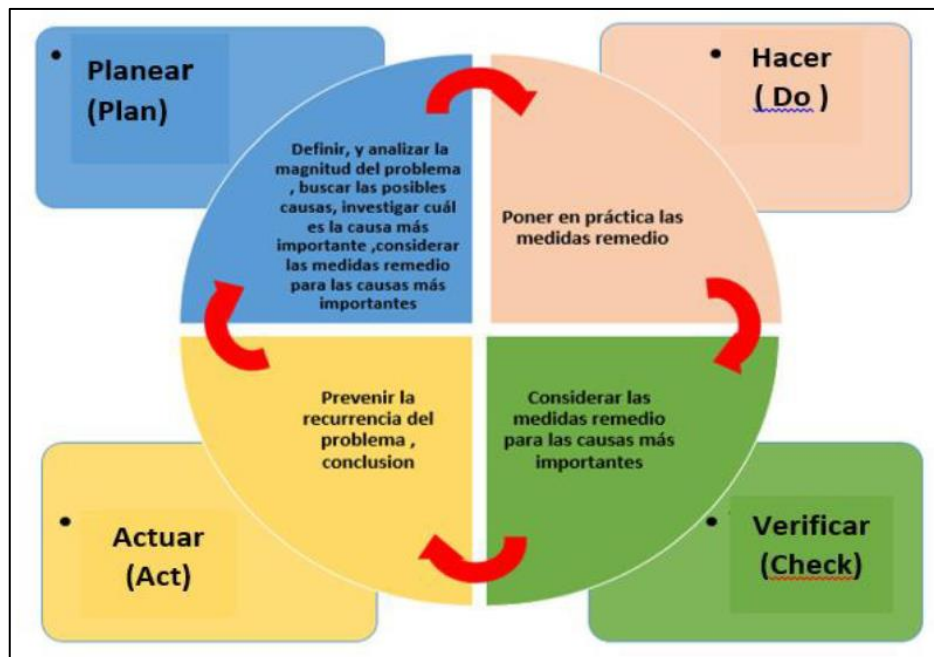 • Planear
(Plan)
Definir, y analizar la
magnitud del problema
, buscar las posibles
causas, investigar cuál
es la causa más
importante ,considerar
las medidas remedio
para las causas más
importantes
• Hacer
( Do )
Poner en práctica las
medidas remedio
Prevenir la
recurrencia del
problema ,
conclusion
• Actuar
(Act)
Considerar las
medidas remedio
para las causas más
importantes
• Verificar
(Check)